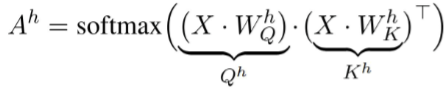 A^h = softmax((X · W_Q^h) · (X · W_K^h)^⊤)
Q^h K^h